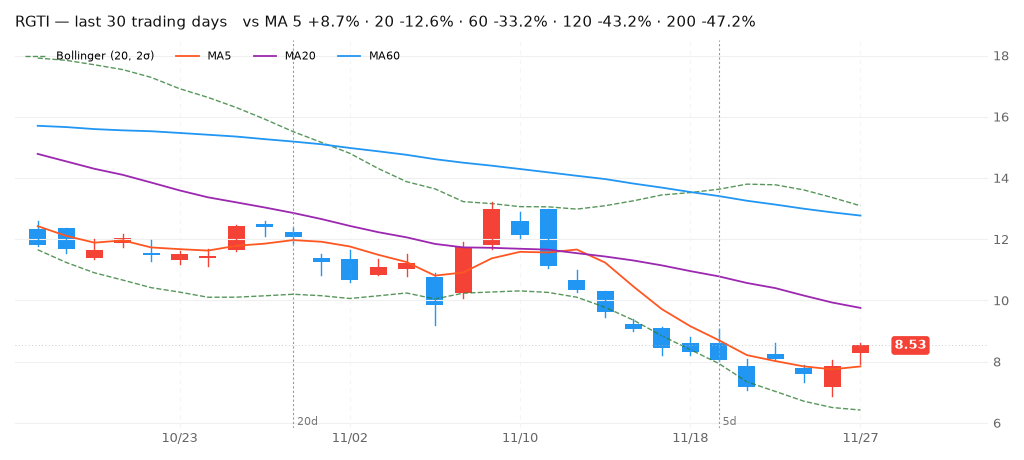 RGTI — last 30 trading days   vs MA 5 +8.7% · 20 -12.6% · 60 -33.2% · 120 -43.2% · 200 -47.2%
Bollinger (20, 2σ) MA5 MA20 MA60
18
16
14
12
10
8.53
8
6
20d
5d
10/23 11/02 11/10 11/18 11/27